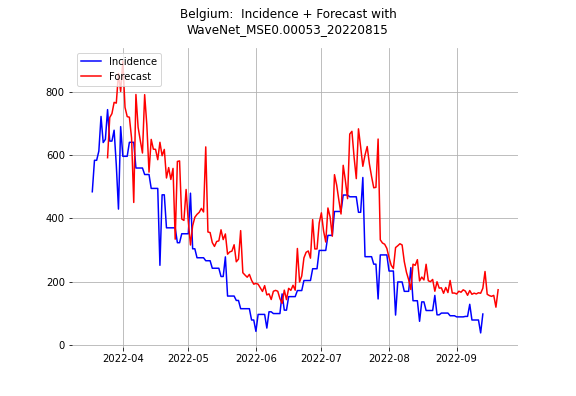 Belgium:  Incidence + Forecast with
WaveNet_MSE0.00053_20220815
Incidence
Forecast
800
600
400
200
0
2022-04 2022-05 2022-06 2022-07 2022-08 2022-09